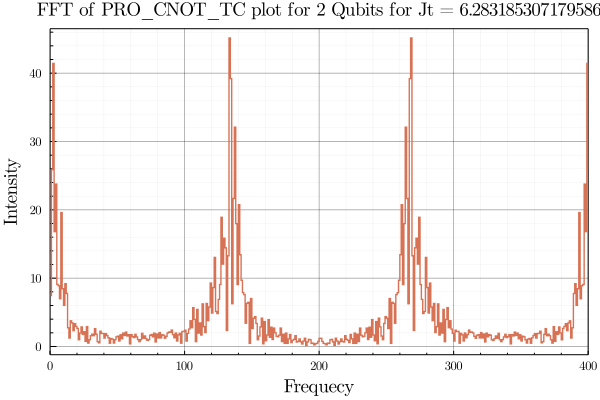 FFT of PRO_CNOT_TC plot for 2 Qubits for Jt = 6.283185307179586
40
30
20
10
0
Intensity
0 100 200 300 400
Frequecy